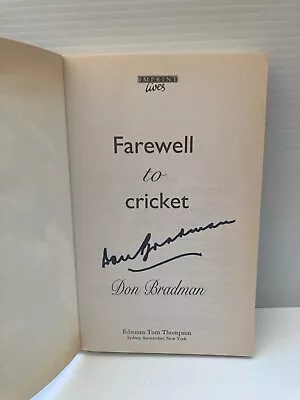 IMPRINT
lives
Farewell
to
cricket
Don Bradman
Don Bradman
Editions Tom Thompson
Sydney Amsterdam New York